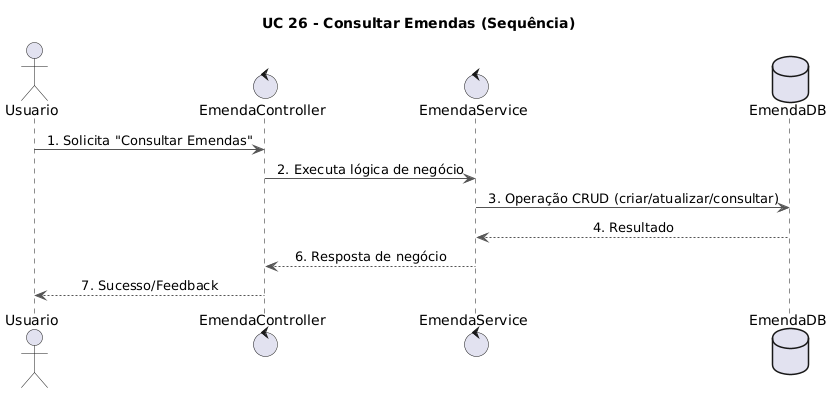 UC 26 - Consultar Emendas (Sequência)
Usuario
EmendaController
EmendaService
EmendaDB
1. Solicita "Consultar Emendas"
2. Executa lógica de negócio
3. Operação CRUD (criar/atualizar/consultar)
4. Resultado
6. Resposta de negócio
7. Sucesso/Feedback
Usuario
EmendaController
EmendaService
EmendaDB